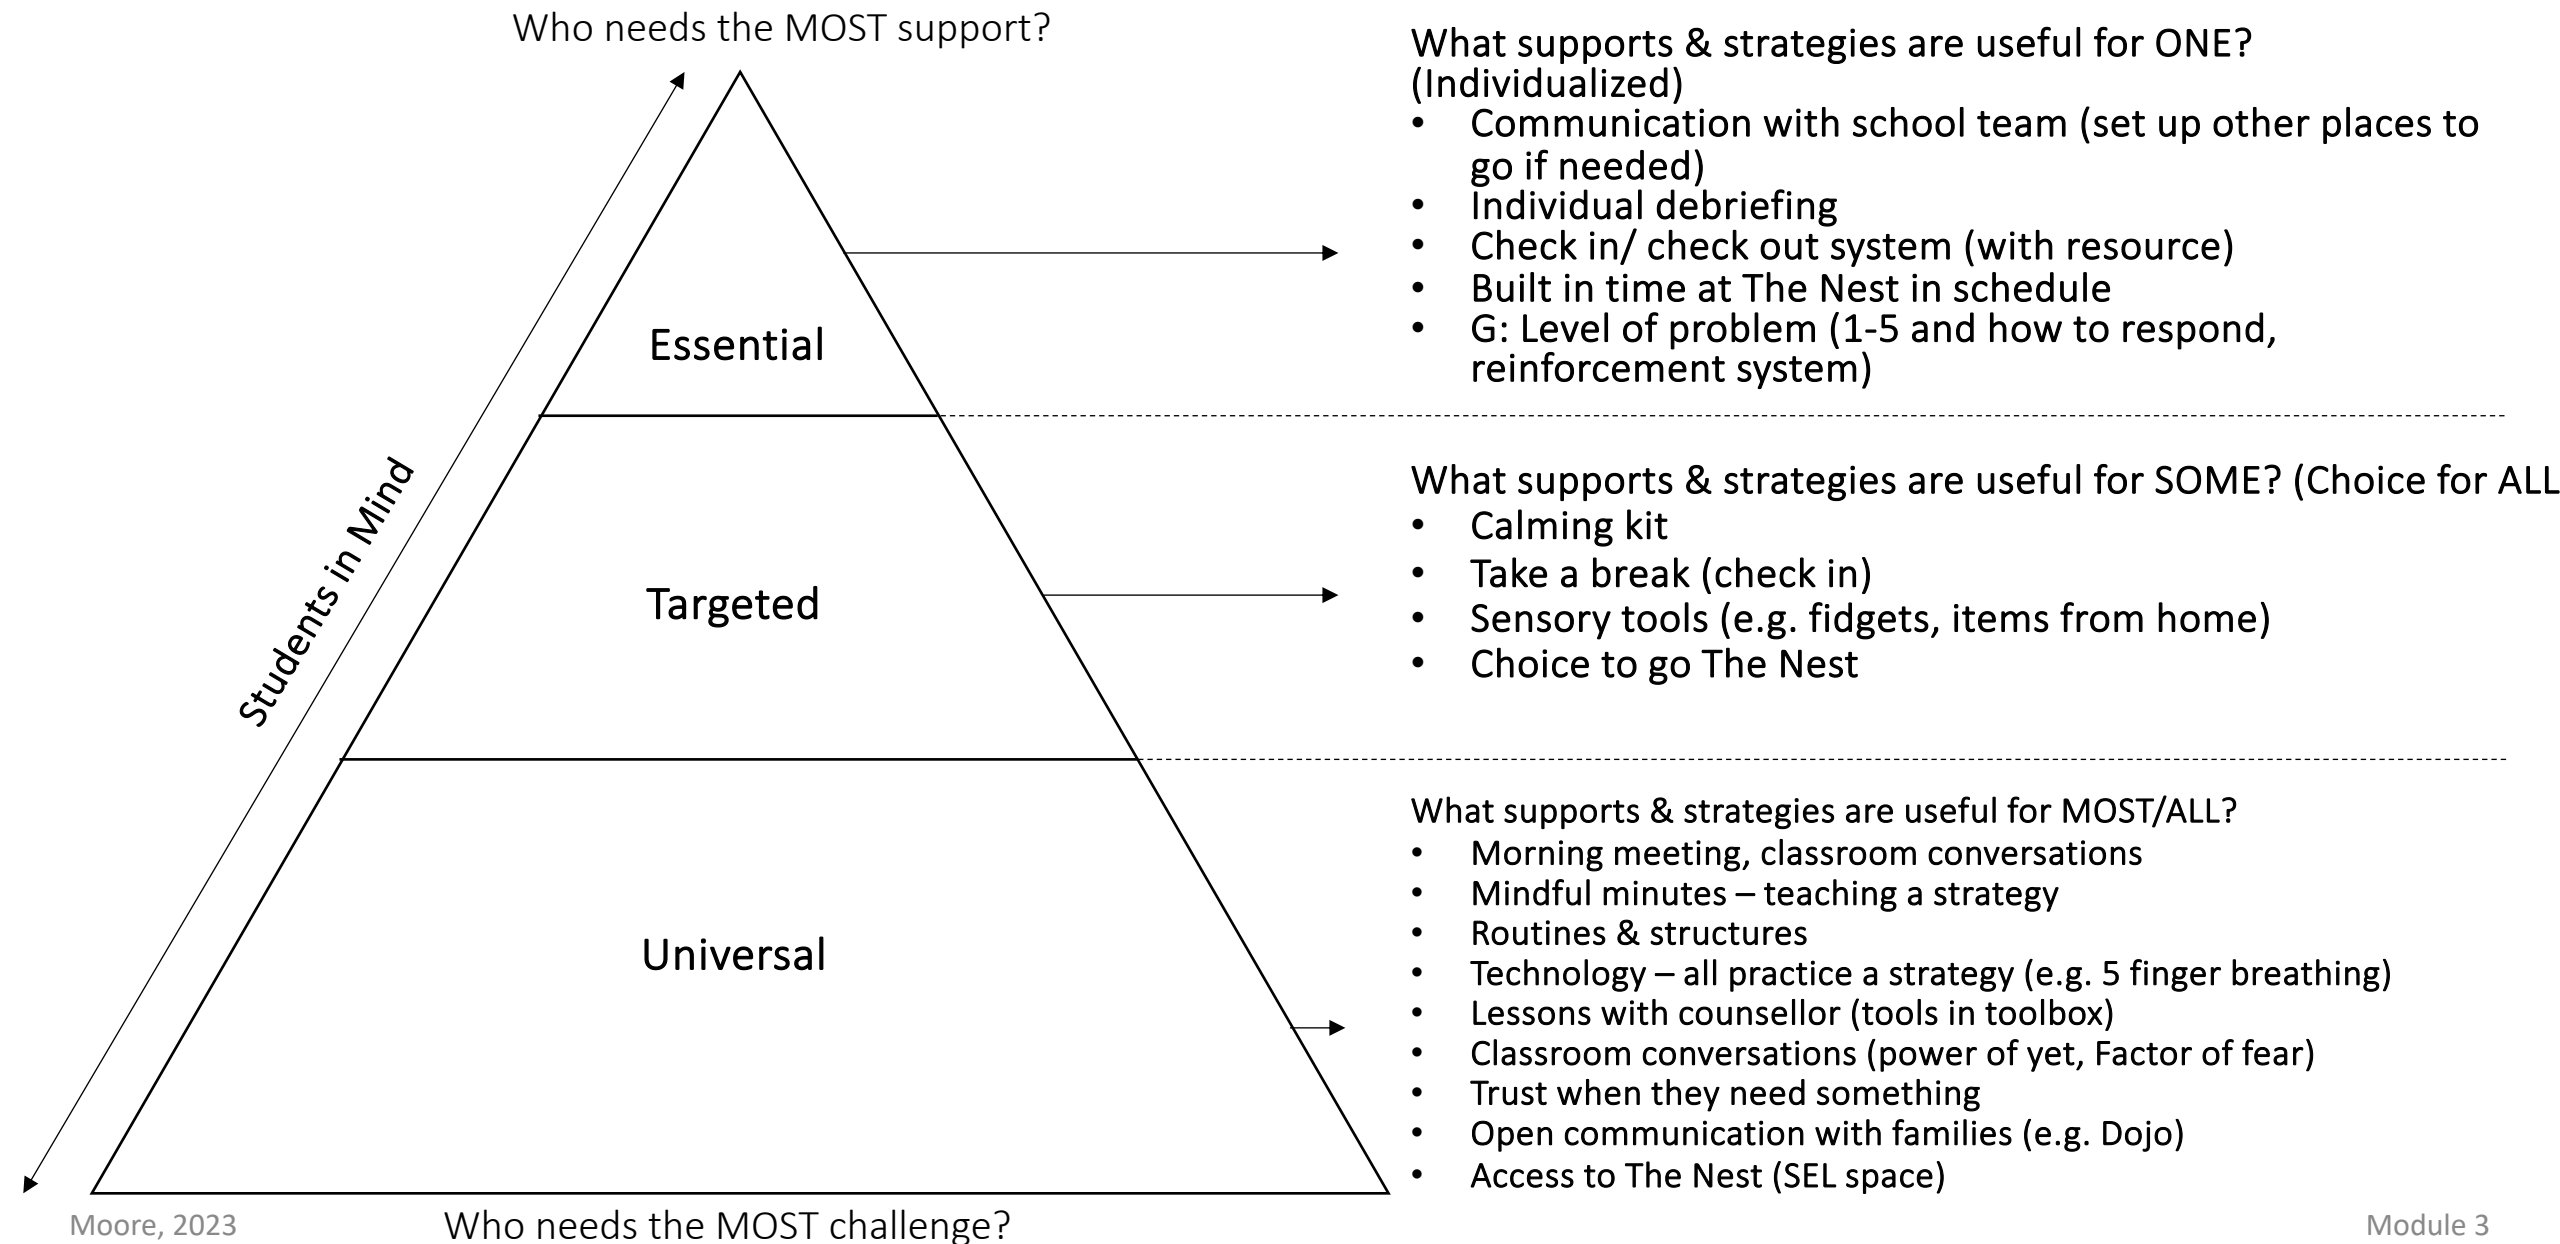 Who needs the MOST support?
What supports & strategies are useful for ONE?
(Individualized)
• Communication with school team (set up other places to
go if needed)
• Individual debriefing
• Check in/ check out system (with resource)
• Built in time at The Nest in schedule
• G: Level of problem (1-5 and how to respond,
reinforcement system)
Essential
Students in Mind
What supports & strategies are useful for SOME? (Choice for ALL
• Calming kit
• Take a break (check in)
• Sensory tools (e.g. fidgets, items from home)
• Choice to go The Nest
Targeted
What supports & strategies are useful for MOST/ALL?
• Morning meeting, classroom conversations
• Mindful minutes – teaching a strategy
• Routines & structures
• Technology – all practice a strategy (e.g. 5 finger breathing)
• Lessons with counsellor (tools in toolbox)
• Classroom conversations (power of yet, Factor of fear)
• Trust when they need something
• Open communication with families (e.g. Dojo)
• Access to The Nest (SEL space)
Universal
Moore, 2023
Who needs the MOST challenge?
Module 3